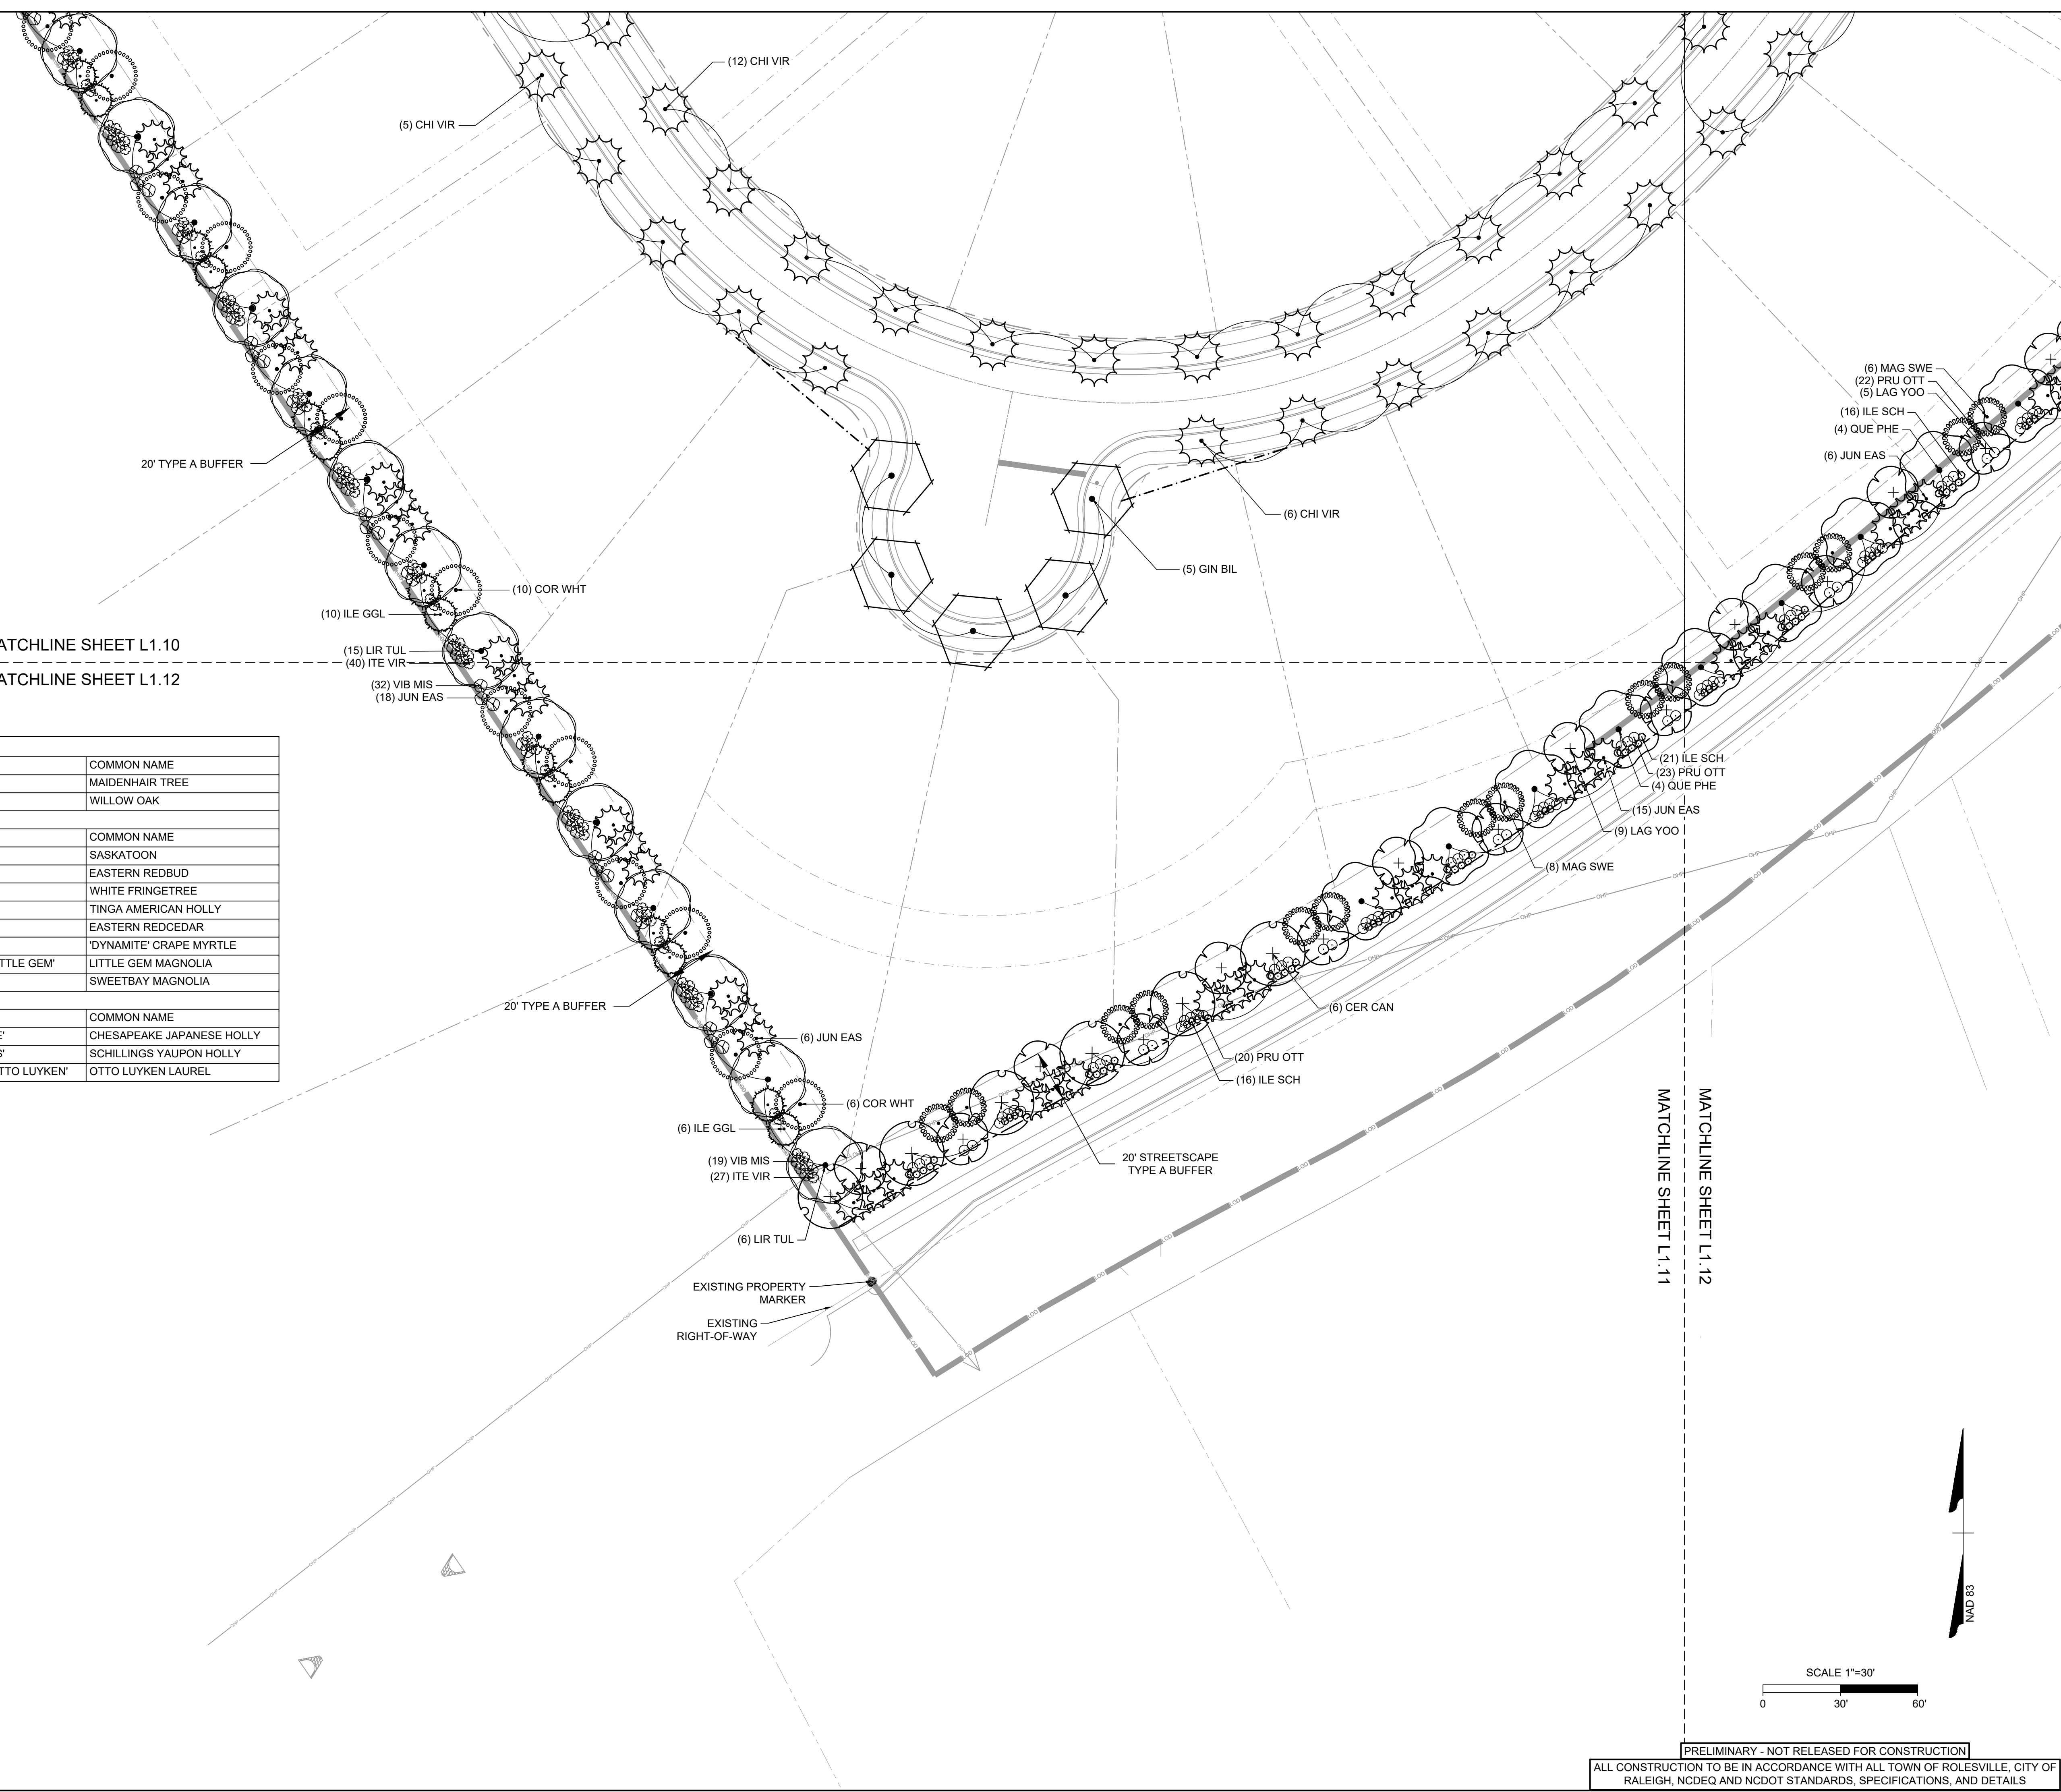 (12) CHI VIR
(5) CHI VIR
(6) MAG SWE
(22) PRU OTT
(5) LAG YOO
(16) ILE SCH
(4) QUE PHE
(6) JUN EAS
20' TYPE A BUFFER
(6) CHI VIR
(5) GIN BIL
(10) COR WHT
(10) ILE GGL
ATCHLINE SHEET L1.10
(15) LIR TUL
(40) ITE VIR
ATCHLINE SHEET L1.12
(32) VIB MIS
(18) JUN EAS
COMMON NAME
MAIDENHAIR TREE
WILLOW OAK
COMMON NAME
SASKATOON
EASTERN REDBUD
WHITE FRINGETREE
TINGA AMERICAN HOLLY
EASTERN REDCEDAR
'DYNAMITE' CRAPE MYRTLE
TTLE GEM' LITTLE GEM MAGNOLIA
SWEETBAY MAGNOLIA
COMMON NAME
E' CHESAPEAKE JAPANESE HOLLY
S' SCHILLINGS YAUPON HOLLY
TTO LUYKEN' OTTO LUYKEN LAUREL
(21) ILE SCH
(23) PRU OTT
(4) QUE PHE
(15) JUN EAS
(9) LAG YOO
(8) MAG SWE
20' TYPE A BUFFER
(6) CER CAN
(6) JUN EAS
(20) PRU OTT
(16) ILE SCH
(6) COR WHT
(6) ILE GGL
20' STREETSCAPE
TYPE A BUFFER
(19) VIB MIS
(27) ITE VIR
(6) LIR TUL
EXISTING PROPERTY
MARKER
EXISTING
RIGHT-OF-WAY
MATCHLINE SHEET L1.11
MATCHLINE SHEET L1.12
NAD 83
SCALE 1"=30'
0 30' 60'
PRELIMINARY - NOT RELEASED FOR CONSTRUCTION
ALL CONSTRUCTION TO BE IN ACCORDANCE WITH ALL TOWN OF ROLESVILLE, CITY OF
RALEIGH, NCDEQ AND NCDOT STANDARDS, SPECIFICATIONS, AND DETAILS